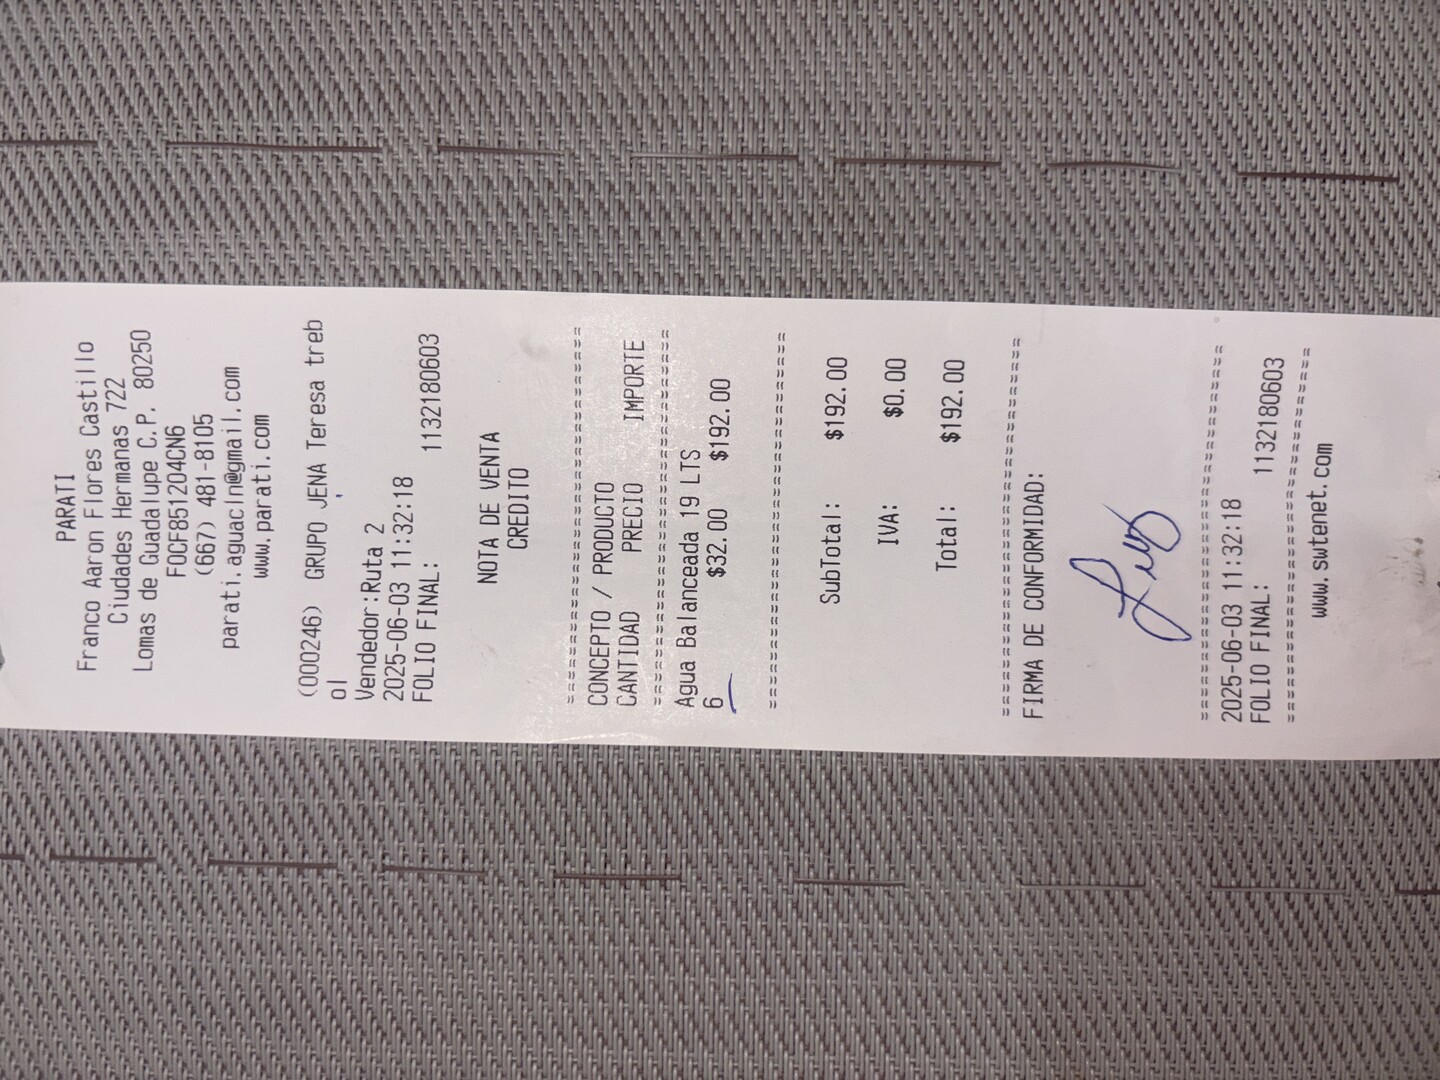 PARATI
Franco Aaron Flores Castillo
Ciudades Hermanas 722
Lomas de Guadalupe C.P. 80250
FOCF851204CN6
(667) 481-8105
parati.aguacln@gmail.com
www.parati.com
(000246) GRUPO JENA Teresa treb
ol
Vendedor:Ruta 2
2025-06-03 11:32:18
FOLIO FINAL: 1132180603
NOTA DE VENTA
CREDITO
==============================
CONCEPTO / PRODUCTO
CANTIDAD PRECIO IMPORTE
==============================
Agua Balanceada 19 LTS
6 $32.00 $192.00
==============================
SubTotal: $192.00
IVA: $0.00
Total: $192.00
==============================
FIRMA DE CONFORMIDAD:
==============================
2025-06-03 11:32:18
FOLIO FINAL: 1132180603
==============================
www.swtenet.com